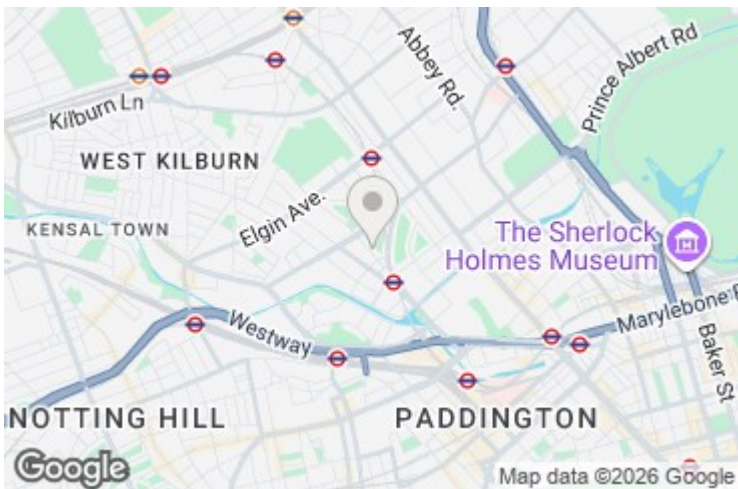 Abbey Rd.
Prince Albert Rd
Kilburn Ln
WEST KILBURN
Elgin Ave.
KENSAL TOWN
The Sherlock
Holmes Museum
Westway
Marylebone R
Baker St
NOTTING HILL
PADDINGTON
Google
Map data ©2026 Google